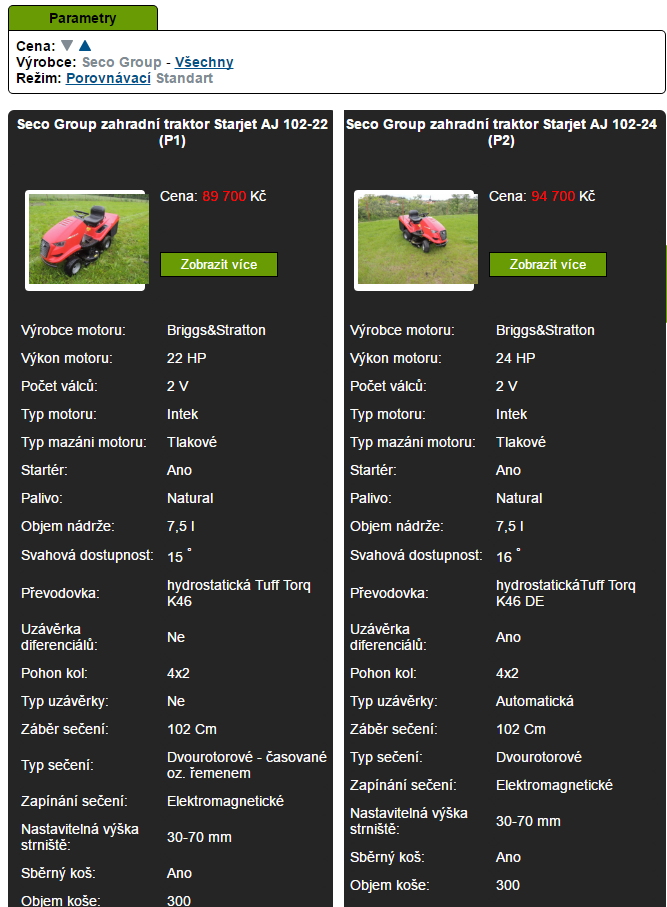 Parametry
Cena:
Výrobce: Seco Group - Všechny
Režim: Porovnávací Standart
Seco Group zahradní traktor Starjet AJ 102-22
(P1)
Cena: 89 700 Kč
Zobrazit více
Výrobce motoru: Briggs&Stratton
Výkon motoru: 22 HP
Počet válců: 2 V
Typ motoru: Intek
Typ mazáni motoru: Tlakové
Startér: Ano
Palivo: Natural
Objem nádrže: 7,5 l
Svahová dostupnost: 15 °
Převodovka: hydrostatická Tuff Torq
K46
Uzávěrka
diferenciálů: Ne
Pohon kol: 4x2
Typ uzávěrky: Ne
Záběr sečení: 102 Cm
Typ sečení: Dvourotorové - časované
oz. řemenem
Zapínání sečení: Elektromagnetické
Nastavitelná výška
strniště: 30-70 mm
Sběrný koš: Ano
Objem koše: 300
Seco Group zahradní traktor Starjet AJ 102-24
(P2)
Cena: 94 700 Kč
Zobrazit více
Výrobce motoru: Briggs&Stratton
Výkon motoru: 24 HP
Počet válců: 2 V
Typ motoru: Intek
Typ mazáni motoru: Tlakové
Startér: Ano
Palivo: Natural
Objem nádrže: 7,5 l
Svahová dostupnost: 16 °
Převodovka: hydrostatickáTuff Torq
K46 DE
Uzávěrka
diferenciálů: Ano
Pohon kol: 4x2
Typ uzávěrky: Automatická
Záběr sečení: 102 Cm
Typ sečení: Dvourotorové
Zapínání sečení: Elektromagnetické
Nastavitelná výška
strniště: 30-70 mm
Sběrný koš: Ano
Objem koše: 300